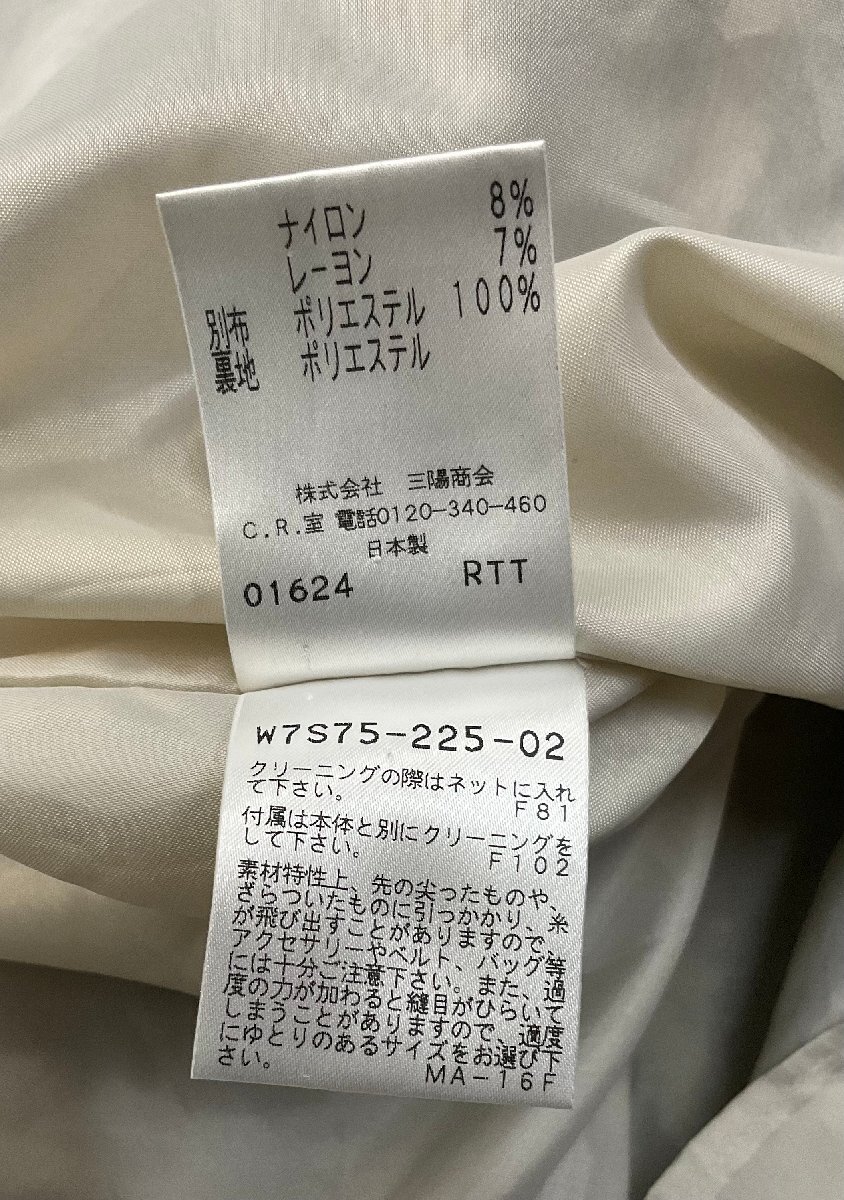 ナイロン 8%
レーヨン 7%
別布 ポリエステル 100%
裏地 ポリエステル
株式会社 三陽商会
C.R.室 電話0120-340-460
日本製
01624 RTT
W7S75-225-02
クリーニングの際はネットに入れ
て下さい。 F81
付属は本体と別にクリーニングを
して下さい。 F102
素材特性上、先の尖ったものや、
ざらついたものに引っかかり、糸
が飛び出すことがありますので、
アクセサリーやベルト、バッグ等
には十分ご注意下さい。また、過
度の力が加わると縫目がひらいて
しまうことがありますので、適度
にゆとりのあるサイズをお選び下
さい。 MA-16F